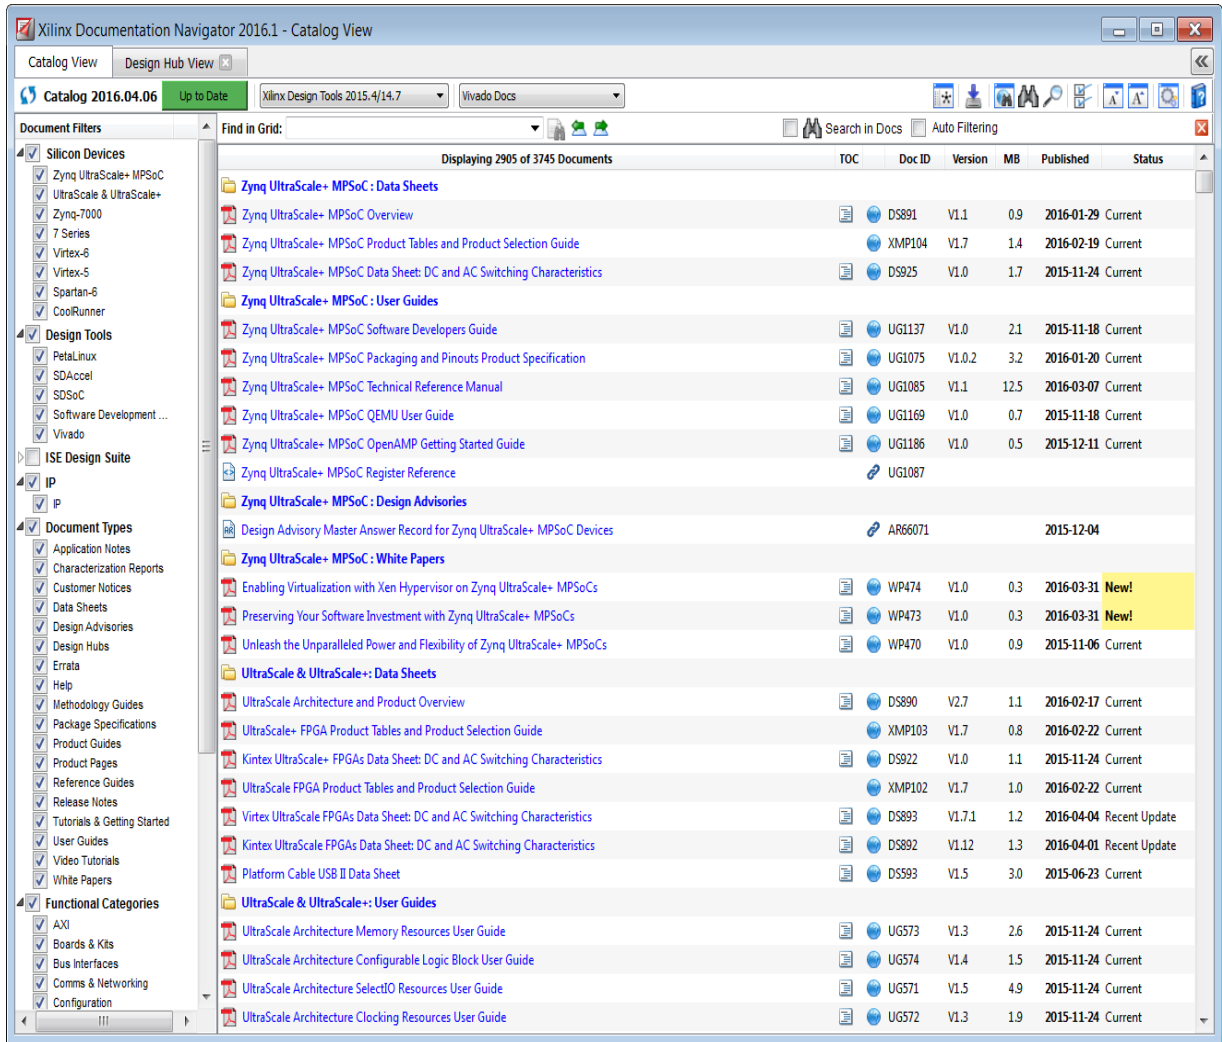 Xilinx Documentation Navigator 2016.1 - Catalog View
Catalog View Design Hub View
Catalog 2016.04.06 Up to Date Xilinx Design Tools 2015.4/14.7 Vivado Docs
Document Filters
Silicon Devices
Zynq UltraScale+ MPSoC
UltraScale & UltraScale+
Zynq-7000
7 Series
Virtex-6
Virtex-5
Spartan-6
CoolRunner
Design Tools
PetaLinux
SDAccel
SDSoC
Software Development ...
Vivado
ISE Design Suite
IP
IP
Document Types
Application Notes
Characterization Reports
Customer Notices
Data Sheets
Design Advisories
Design Hubs
Errata
Help
Methodology Guides
Package Specifications
Product Guides
Product Pages
Reference Guides
Release Notes
Tutorials & Getting Started
User Guides
Video Tutorials
White Papers
Functional Categories
AXI
Boards & Kits
Bus Interfaces
Comms & Networking
Configuration
Find in Grid: Search in Docs Auto Filtering
Displaying 2905 of 3745 Documents TOC Doc ID Version MB Published Status
Zynq UltraScale+ MPSoC : Data Sheets
Zynq UltraScale+ MPSoC Overview DS891 V1.1 0.9 2016-01-29 Current
Zynq UltraScale+ MPSoC Product Tables and Product Selection Guide XMP104 V1.7 1.4 2016-02-19 Current
Zynq UltraScale+ MPSoC Data Sheet: DC and AC Switching Characteristics DS925 V1.0 1.7 2015-11-24 Current
Zynq UltraScale+ MPSoC : User Guides
Zynq UltraScale+ MPSoC Software Developers Guide UG1137 V1.0 2.1 2015-11-18 Current
Zynq UltraScale+ MPSoC Packaging and Pinouts Product Specification UG1075 V1.0.2 3.2 2016-01-20 Current
Zynq UltraScale+ MPSoC Technical Reference Manual UG1085 V1.1 12.5 2016-03-07 Current
Zynq UltraScale+ MPSoC QEMU User Guide UG1169 V1.0 0.7 2015-11-18 Current
Zynq UltraScale+ MPSoC OpenAMP Getting Started Guide UG1186 V1.0 0.5 2015-12-11 Current
Zynq UltraScale+ MPSoC Register Reference UG1087
Zynq UltraScale+ MPSoC : Design Advisories
AR Design Advisory Master Answer Record for Zynq UltraScale+ MPSoC Devices AR66071 2015-12-04
Zynq UltraScale+ MPSoC : White Papers
Enabling Virtualization with Xen Hypervisor on Zynq UltraScale+ MPSoCs WP474 V1.0 0.3 2016-03-31 New!
Preserving Your Software Investment with Zynq UltraScale+ MPSoCs WP473 V1.0 0.3 2016-03-31 New!
Unleash the Unparalleled Power and Flexibility of Zynq UltraScale+ MPSoCs WP470 V1.0 0.9 2015-11-06 Current
UltraScale & UltraScale+: Data Sheets
UltraScale Architecture and Product Overview DS890 V2.7 1.1 2016-02-17 Current
UltraScale+ FPGA Product Tables and Product Selection Guide XMP103 V1.7 0.8 2016-02-22 Current
Kintex UltraScale+ FPGAs Data Sheet: DC and AC Switching Characteristics DS922 V1.0 1.1 2015-11-24 Current
UltraScale FPGA Product Tables and Product Selection Guide XMP102 V1.7 1.0 2016-02-22 Current
Virtex UltraScale FPGAs Data Sheet: DC and AC Switching Characteristics DS893 V1.7.1 1.2 2016-04-04 Recent Update
Kintex UltraScale FPGAs Data Sheet: DC and AC Switching Characteristics DS892 V1.12 1.3 2016-04-01 Recent Update
Platform Cable USB II Data Sheet DS593 V1.5 3.0 2015-06-23 Current
UltraScale & UltraScale+: User Guides
UltraScale Architecture Memory Resources User Guide UG573 V1.3 2.6 2015-11-24 Current
UltraScale Architecture Configurable Logic Block User Guide UG574 V1.4 1.5 2015-11-24 Current
UltraScale Architecture SelectIO Resources User Guide UG571 V1.5 4.9 2015-11-24 Current
UltraScale Architecture Clocking Resources User Guide UG572 V1.3 1.9 2015-11-24 Current